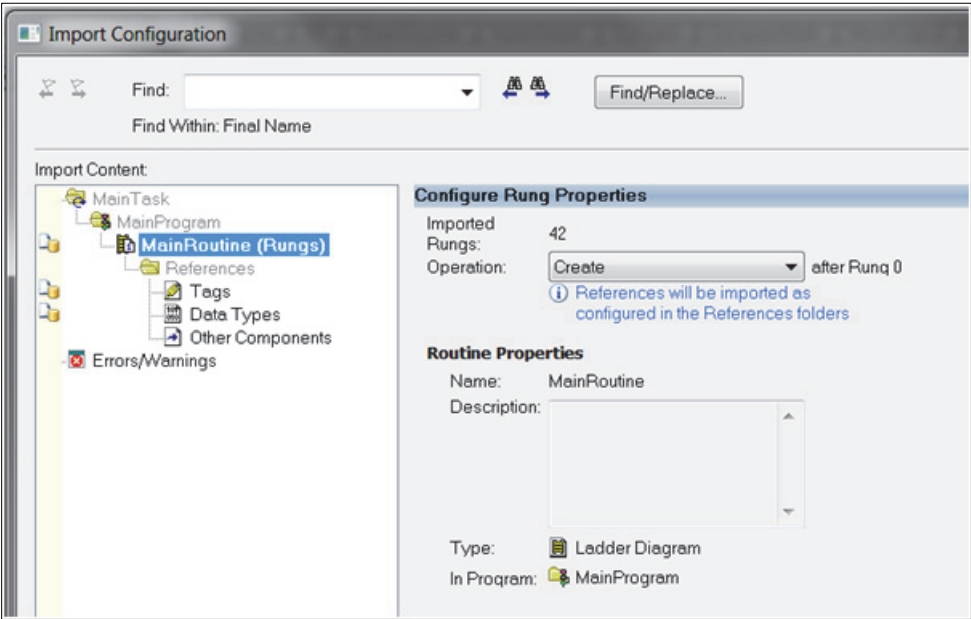 Import Configuration
Find:
Find/Replace...
Find Within: Final Name
Import Content:
MainTask
MainProgram
MainRoutine (Rungs)
References
Tags
Data Types
Other Components
Errors/Warnings
Configure Rung Properties
Imported Rungs:
42
Operation:
Create
after Rung 0
References will be imported as
configured in the References folders
Routine Properties
Name:
MainRoutine
Description:
Type:
Ladder Diagram
In Program:
MainProgram